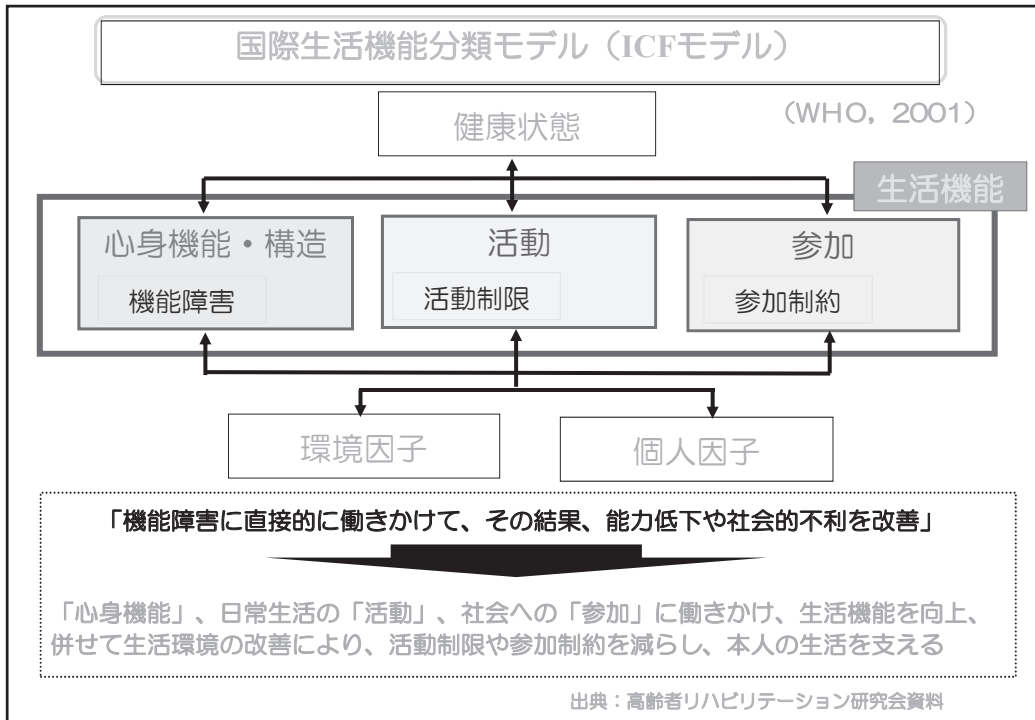 国際生活機能分類モデル（ICFモデル）
（WHO，2001）
健康状態
生活機能
心身機能・構造
機能障害
活動
活動制限
参加
参加制約
環境因子
個人因子
「機能障害に直接的に働きかけて、その結果、能力低下や社会的不利を改善」
「心身機能」、日常生活の「活動」、社会への「参加」に働きかけ、生活機能を向上、
併せて生活環境の改善により、活動制限や参加制約を減らし、本人の生活を支える
出典：高齢者リハビリテーション研究会資料